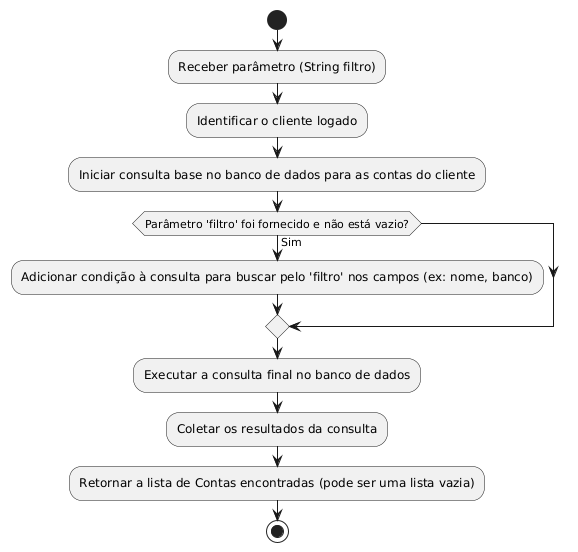 Receber parâmetro (String filtro)
Identificar o cliente logado
Iniciar consulta base no banco de dados para as contas do cliente
Parâmetro 'filtro' foi fornecido e não está vazio?
Sim
Adicionar condição à consulta para buscar pelo 'filtro' nos campos (ex: nome, banco)
Executar a consulta final no banco de dados
Coletar os resultados da consulta
Retornar a lista de Contas encontradas (pode ser uma lista vazia)